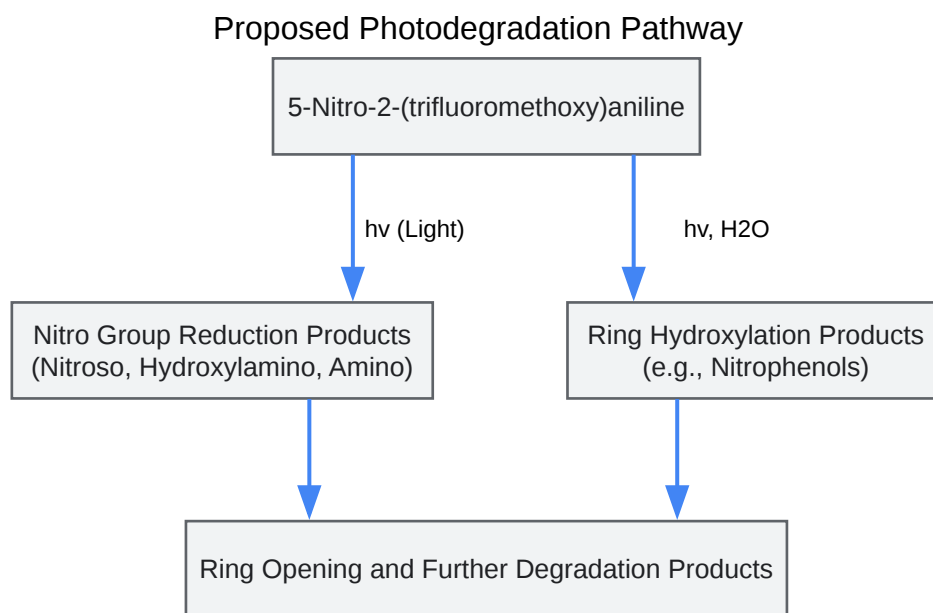 Proposed Photodegradation Pathway
5-Nitro-2-(trifluoromethoxy)aniline
hv (Light)
hv, H2O
Nitro Group Reduction Products
(Nitroso, Hydroxylamino, Amino)
Ring Hydroxylation Products
(e.g., Nitrophenols)
Ring Opening and Further Degradation Products